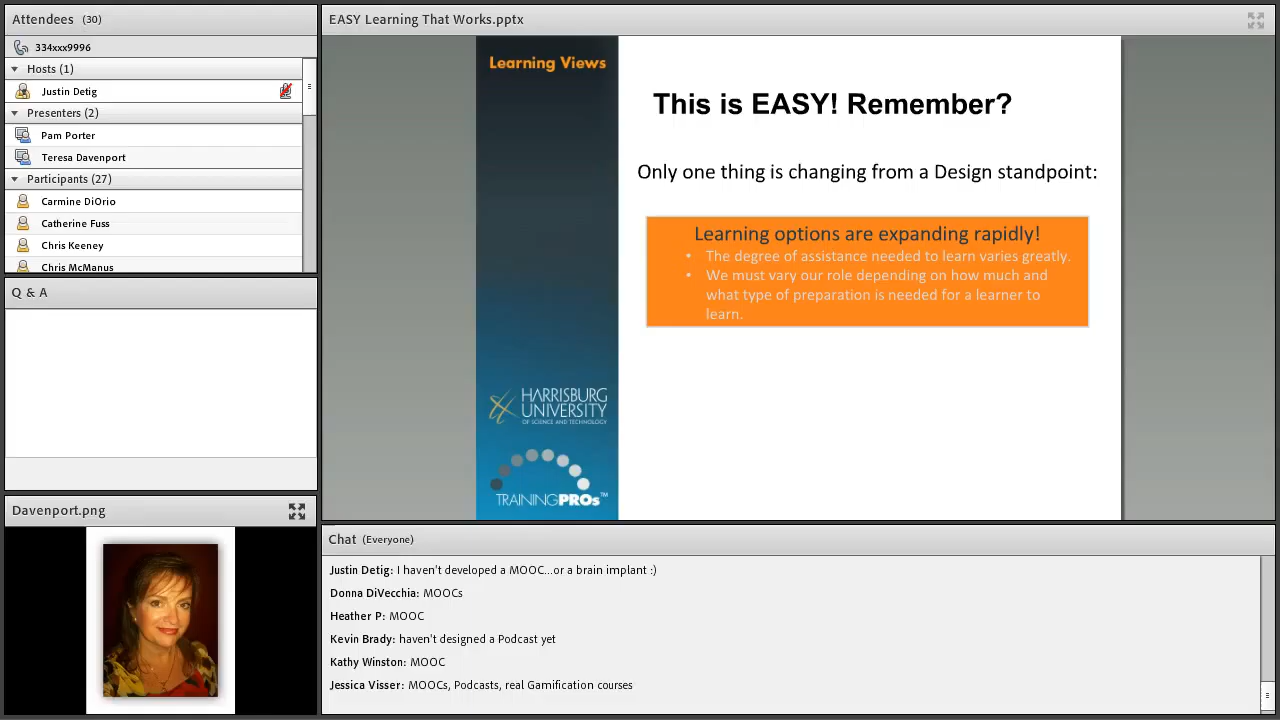 Attendees (30)
334xxx9996
Hosts (1)
Justin Detig
Presenters (2)
Pam Porter
Teresa Davenport
Participants (27)
Carmine DiOrio
Catherine Fuss
Chris Keeney
Chris McManus
Q & A
Davenport.png
EASY Learning That Works.pptx
Learning Views
HARRISBURG
UNIVERSITY
OF SCIENCE AND TECHNOLOGY
TRAININGPROs™
This is EASY! Remember?
Only one thing is changing from a Design standpoint:
Learning options are expanding rapidly!
• The degree of assistance needed to learn varies greatly.
• We must vary our role depending on how much and
what type of preparation is needed for a learner to
learn.
Chat (Everyone)
Justin Detig: I haven't developed a MOOC...or a brain implant :)
Donna DiVecchia: MOOCs
Heather P: MOOC
Kevin Brady: haven't designed a Podcast yet
Kathy Winston: MOOC
Jessica Visser: MOOCs, Podcasts, real Gamification courses